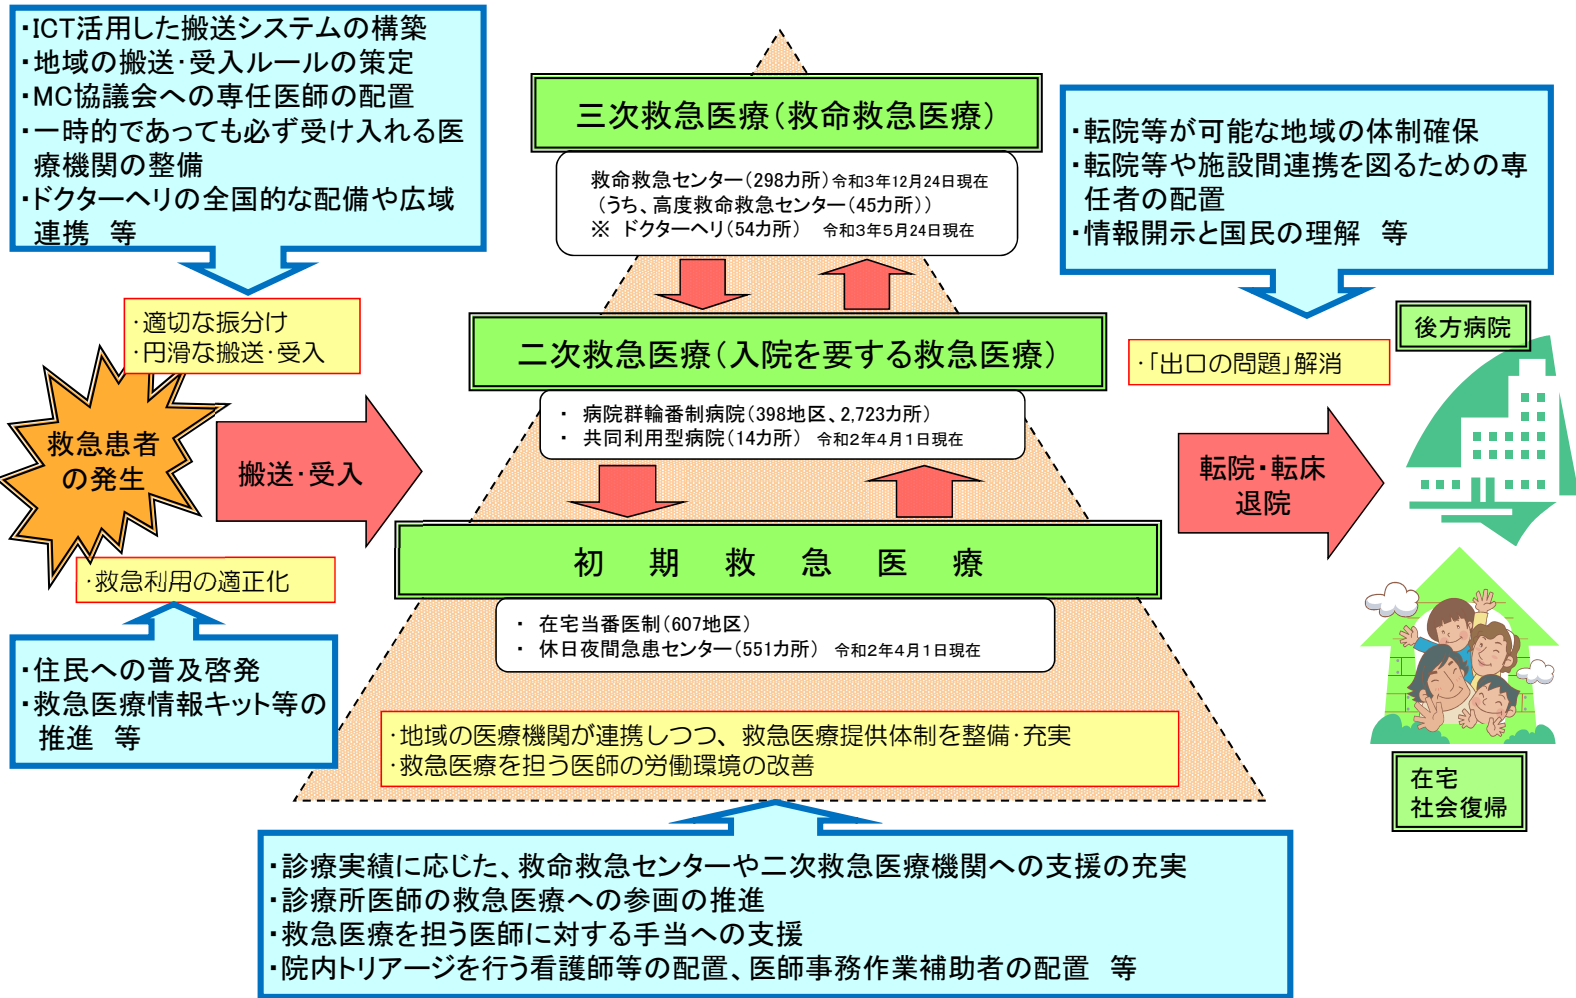 ・ICT活用した搬送システムの構築
・地域の搬送・受入ルールの策定
・MC協議会への専任医師の配置
・一時的であっても必ず受け入れる医
療機関の整備
・ドクターヘリの全国的な配備や広域
連携　等
・適切な振分け
・円滑な搬送・受入
救急患者
の発生
搬送・受入
・救急利用の適正化
・住民への普及啓発
・救急医療情報キット等の
推進　等
三次救急医療(救命救急医療)
救命救急センター(298カ所)令和3年12月24日現在
(うち、高度救命救急センター(45カ所))
※ ドクターヘリ(54カ所)　令和3年5月24日現在
二次救急医療(入院を要する救急医療)
・ 病院群輪番制病院(398地区、2,723カ所)
・ 共同利用型病院(14カ所)　令和2年4月1日現在
初　期　救　急　医　療
・ 在宅当番医制(607地区)
・ 休日夜間急患センター(551カ所)　令和2年4月1日現在
・地域の医療機関が連携しつつ、救急医療提供体制を整備・充実
・救急医療を担う医師の労働環境の改善
・診療実績に応じた、救命救急センターや二次救急医療機関への支援の充実
・診療所医師の救急医療への参画の推進
・救急医療を担う医師に対する手当への支援
・院内トリアージを行う看護師等の配置、医師事務作業補助者の配置　等
・転院等が可能な地域の体制確保
・転院等や施設間連携を図るための専
任者の配置
・情報開示と国民の理解　等
・「出口の問題」解消
後方病院
転院・転床
退院
在宅
社会復帰